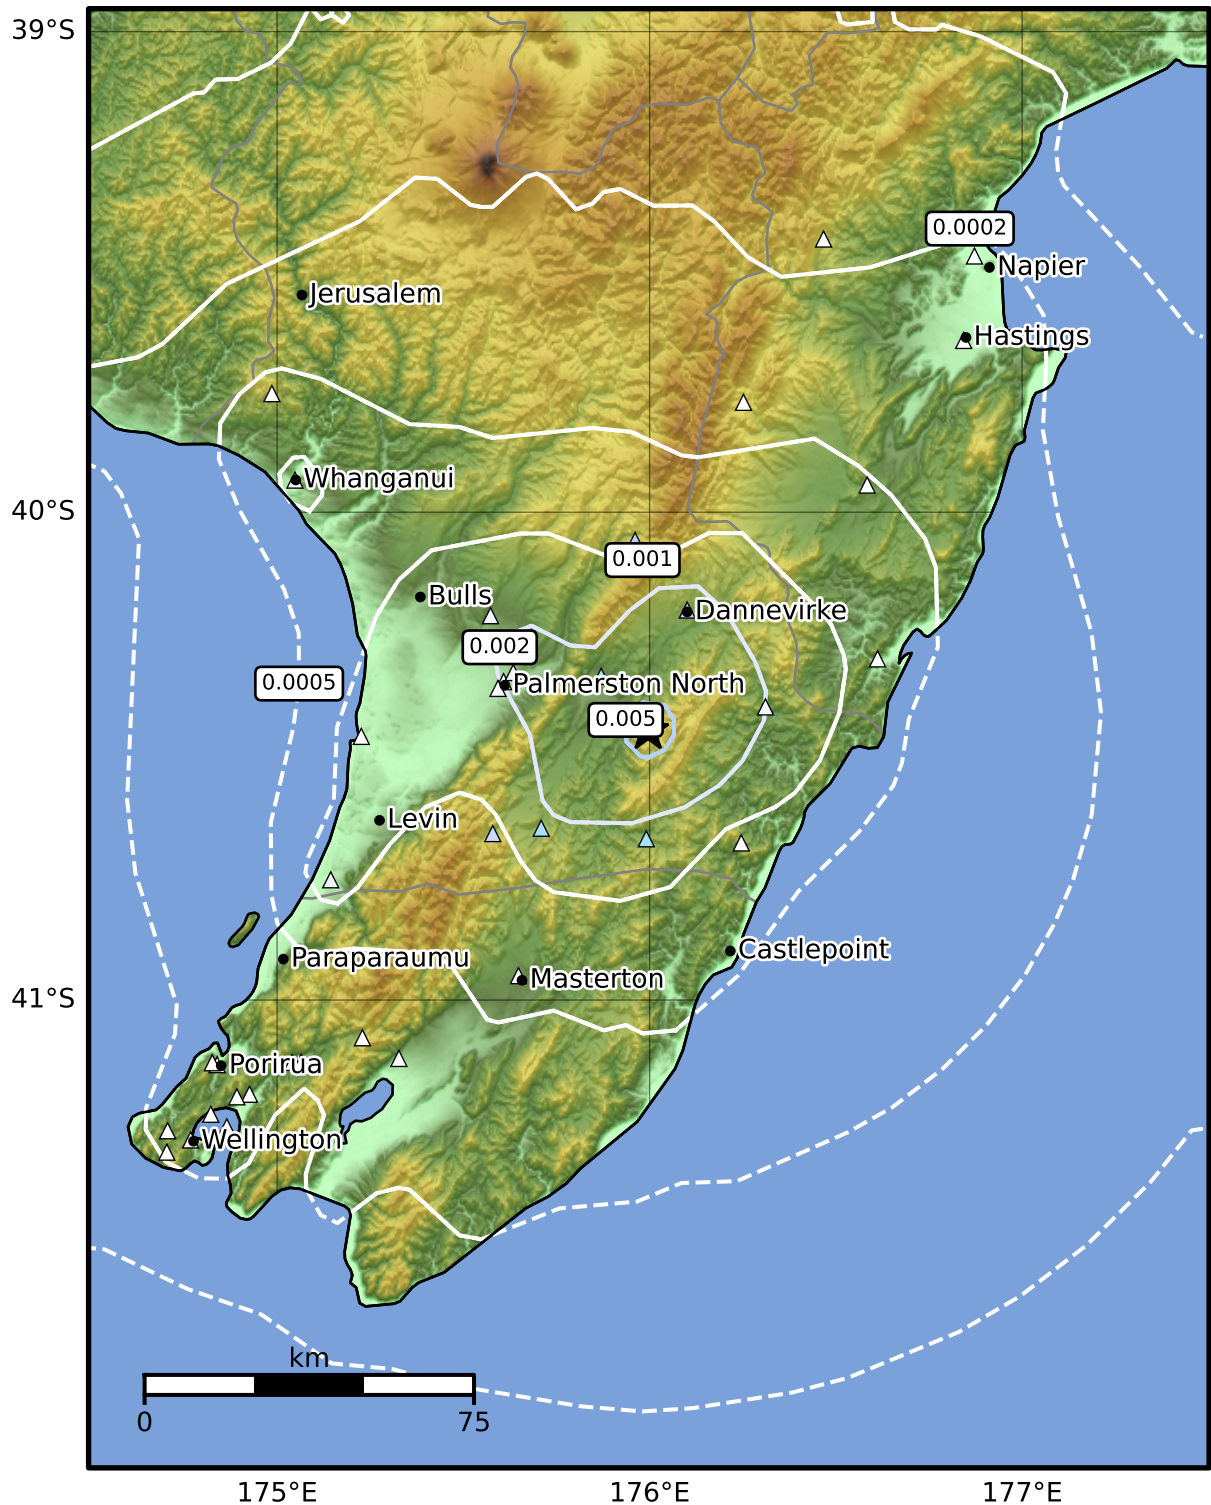 39°S
0.0002
Napier
Jerusalem
Hastings
Whanganui
40°S
0.001
Bulls
Dannevirke
0.002
Palmerston North
0.0005
0.005
Levin
Castlepoint
Paraparaumu
Masterton
41°S
Porirua
Wellington
km
0
75
175°E
176°E
177°E